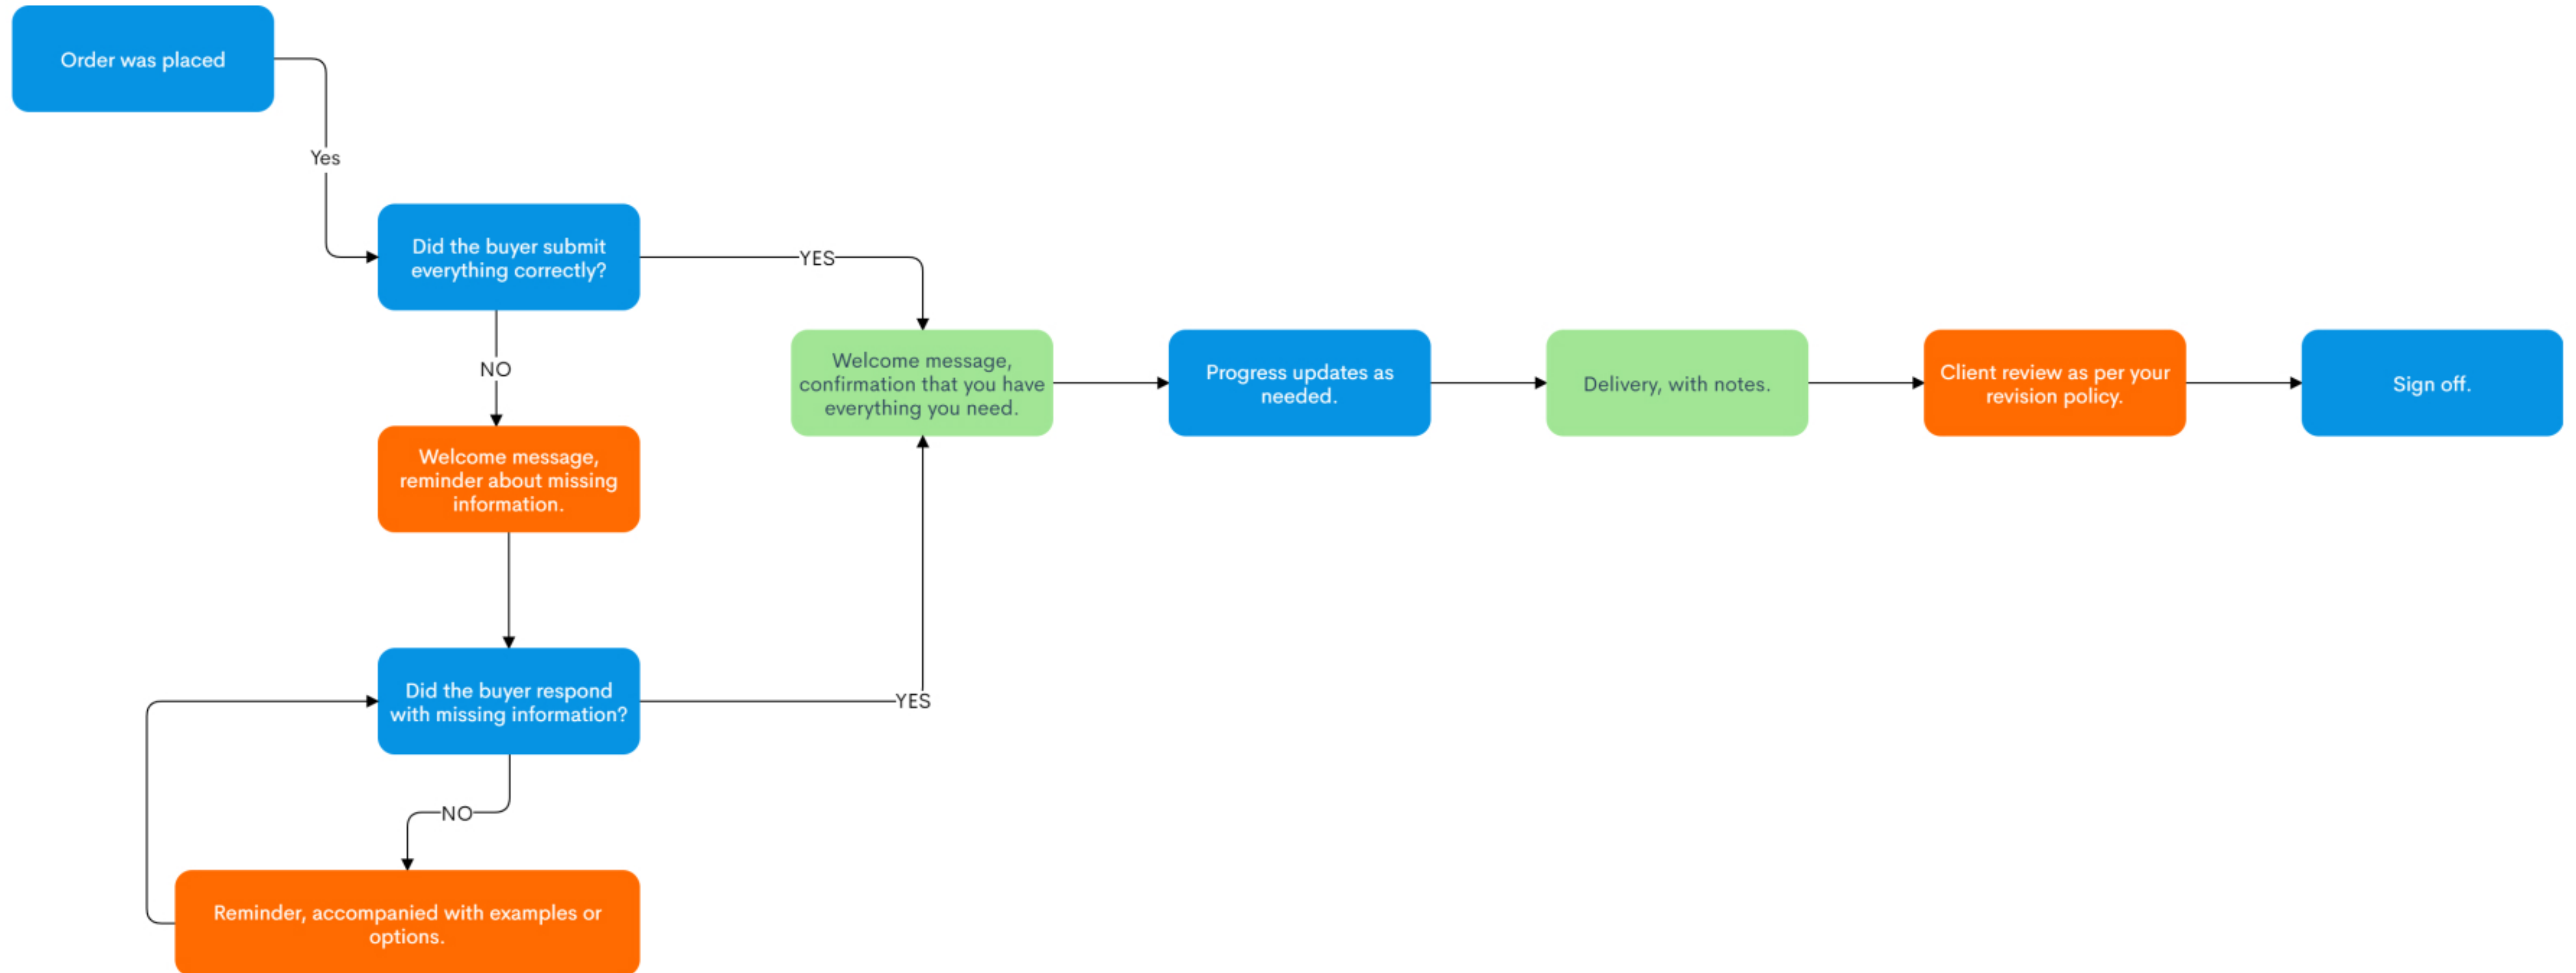 Order was placed
Yes
Did the buyer submit
everything correctly?
YES
NO
Welcome message,
confirmation that you have
everything you need.
Progress updates as
needed.
Delivery, with notes.
Client review as per your
revision policy.
Sign off.
Welcome message,
reminder about missing
information.
Did the buyer respond
with missing information?
YES
NO
Reminder, accompanied with examples or
options.